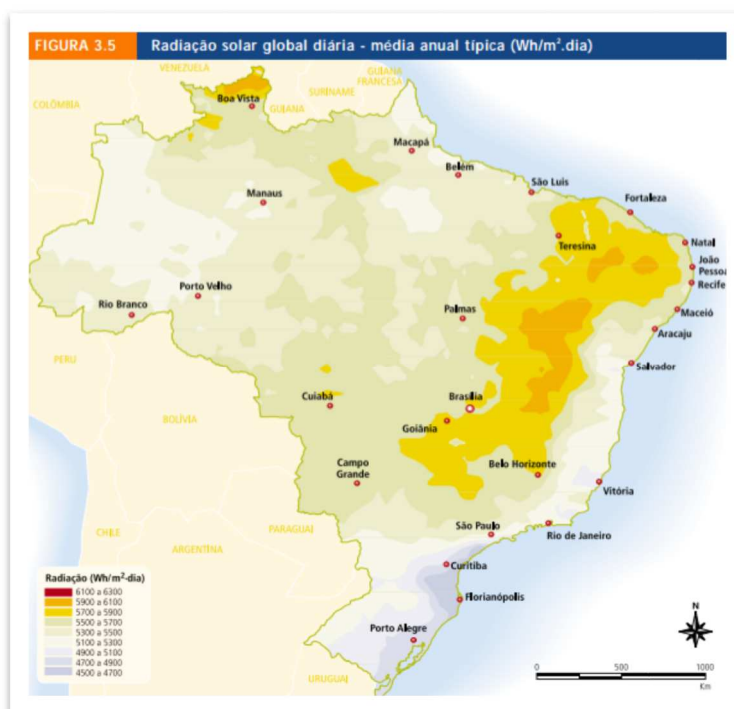 FIGURA 3.5
Radiação solar global diária - média anual típica (Wh/m².dia)
VENEZUELA
GUIANA
FRANCESA
SURINAME
COLÔMBIA
Boa Vista
GUIANA
Macapá
Belém
São Luis
Fortaleza
Manaus
Teresina
Natal
João
Pessoa
Recife
Porto Velho
Rio Branco
Palmas
Maceió
Aracaju
PERU
Salvador
Cuiabá
Brasília
BOLÍVIA
Goiânia
Campo
Grande
Belo Horizonte
Vitória
CHILE
PARAGUAI
São Paulo
Rio de Janeiro
ARGENTINA
Curitiba
Radiação (Wh/m²-dia)
6100 a 6300
5900 a 6100
5700 a 5900
5500 a 5700
5300 a 5500
5100 a 5300
4900 a 5100
4700 a 4900
4500 a 4700
Florianópolis
Porto Alegre
N
URUGUAI
0 500 1000
Km